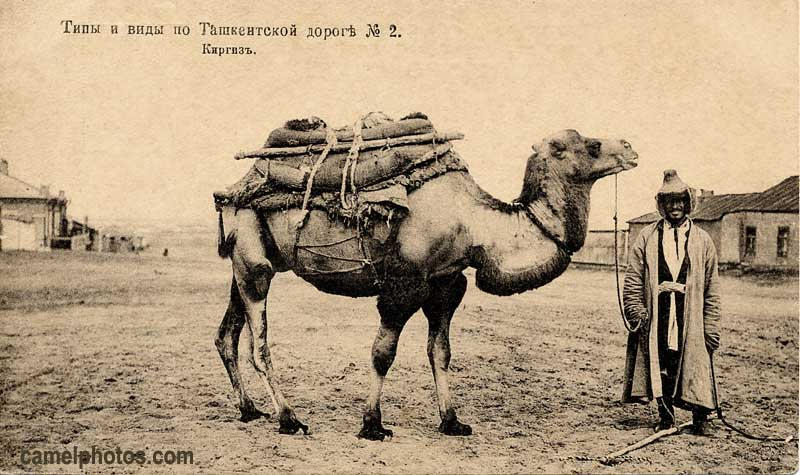 Типы и виды по Ташкентской дорогѣ № 2.
Киргизъ.
camelphotos.com